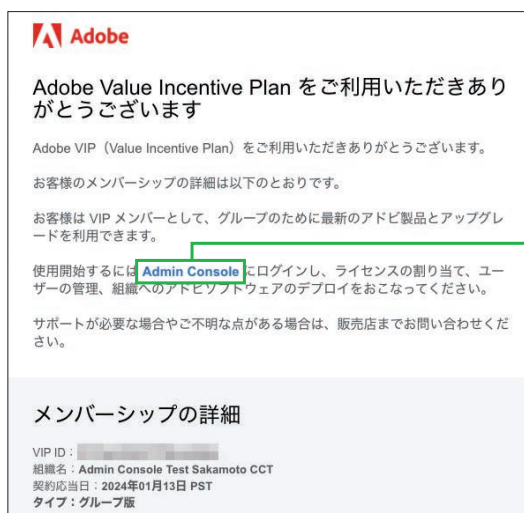 Adobe
Adobe Value Incentive Plan をご利用いただきあり
がとうございます
Adobe VIP（Value Incentive Plan）をご利用いただきありがとうございます。
お客様のメンバーシップの詳細は以下のとおりです。
お客様は VIP メンバーとして、グループのために最新のアドビ製品とアップグレ
ードを利用できます。
使用開始するには Admin Console にログインし、ライセンスの割り当て、ユー
ザーの管理、組織へのアドビソフトウェアのデプロイをおこなってください。
サポートが必要な場合やご不明な点がある場合は、販売店までお問い合わせくだ
さい。
メンバーシップの詳細
VIP ID：
組織名：Admin Console Test Sakamoto CCT
契約応当日：2024年01月13日 PST
タイプ：グループ版